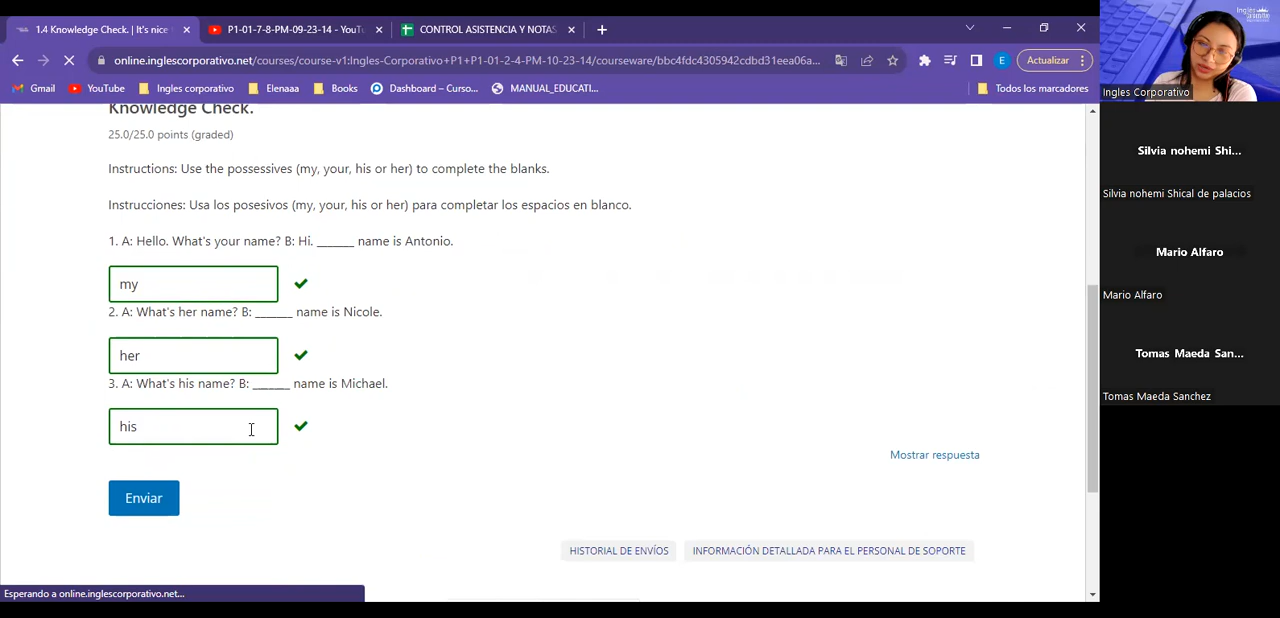 1.4 Knowledge Check. | It's nice
P1-01-7-8-PM-09-23-14 - YouTu
CONTROL ASISTENCIA Y NOTAS
online.inglescorporativo.net/courses/course-v1:Ingles-Corporativo+P1+P1-01-2-4-PM-10-23-14/courseware/bbc4fdc4305942cdbd31eea06a...
E
Actualizar
Gmail
YouTube
Ingles corporativo
Elenaaa
Books
Dashboard – Curso...
MANUAL_EDUCATI...
Todos los marcadores
Knowledge Check.
25.0/25.0 points (graded)
Instructions: Use the possessives (my, your, his or her) to complete the blanks.
Instrucciones: Usa los posesivos (my, your, his or her) para completar los espacios en blanco.
1. A: Hello. What's your name? B: Hi. _______ name is Antonio.
my
2. A: What's her name? B: _______ name is Nicole.
her
3. A: What's his name? B: _______ name is Michael.
his
Mostrar respuesta
Enviar
HISTORIAL DE ENVÍOS
INFORMACIÓN DETALLADA PARA EL PERSONAL DE SOPORTE
Esperando a online.inglescorporativo.net...
Ingles Corporativo
Silvia nohemi Shi...
Silvia nohemi Shical de palacios
Mario Alfaro
Mario Alfaro
Tomas Maeda San...
Tomas Maeda Sanchez